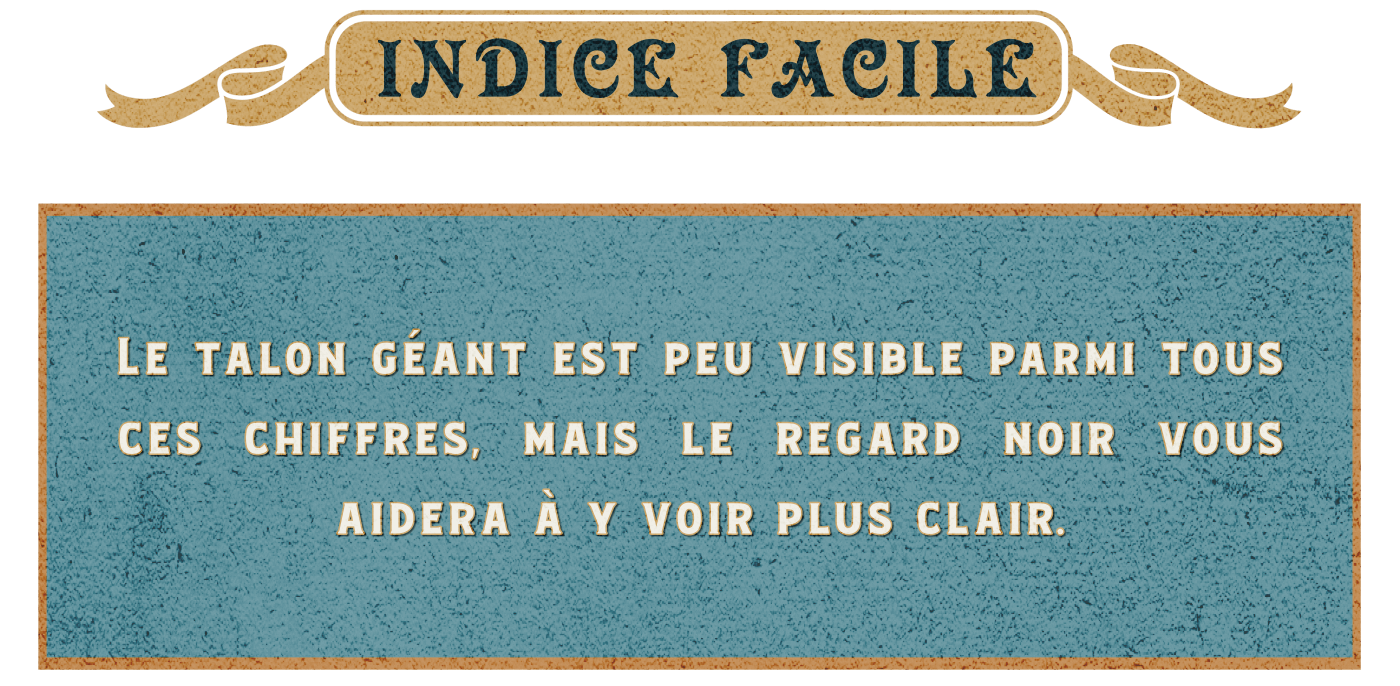 INDICE FACILE
Le talon géant est peu visible parmi tous
ces chiffres, mais le regard noir vous
aidera à y voir plus clair.